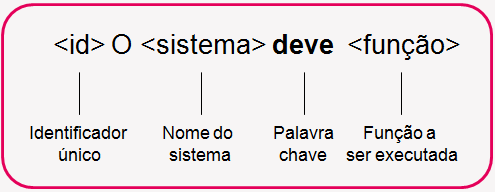 <id> O <sistema> deve <função>
Identificador único
Nome do sistema
Palavra chave
Função a ser executada